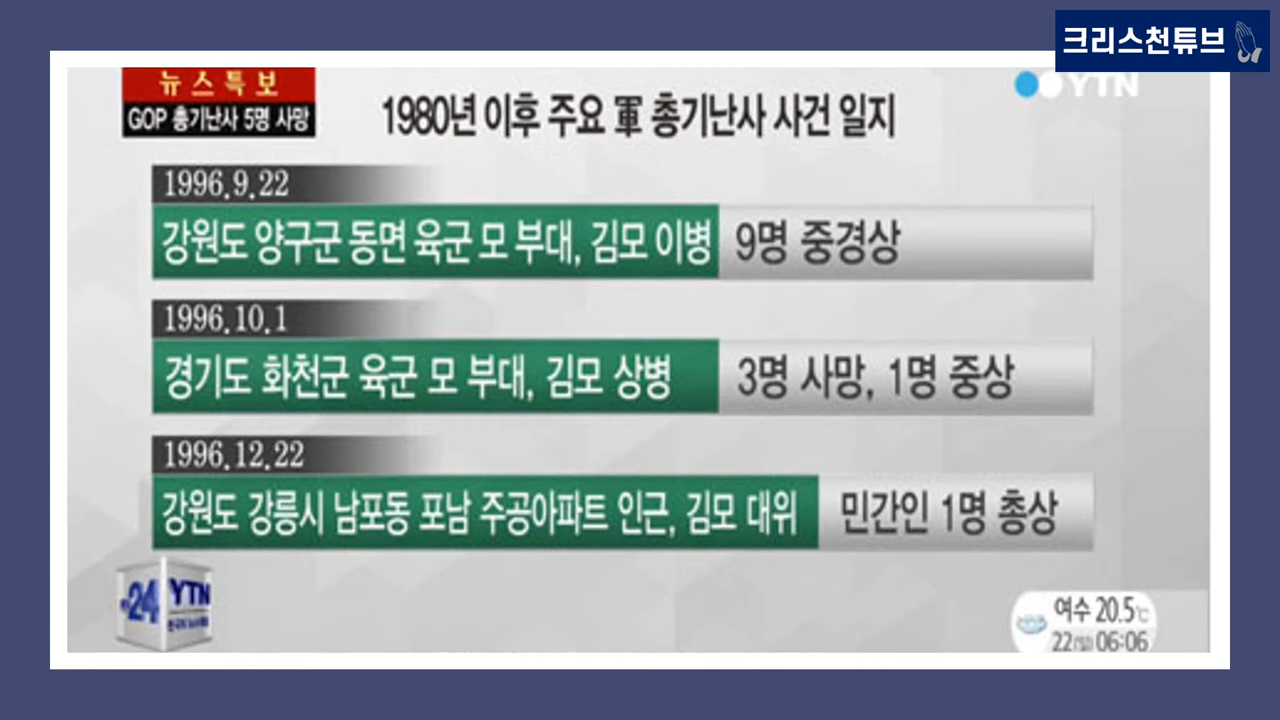 크리스천튜브
뉴스특보
GOP 총기난사 5명 사망
1980년 이후 주요 軍 총기난사 사건 일지
YTN
1996.9.22
강원도 양구군 동면 육군 모 부대, 김모 이병
9명 중경상
1996.10.1
경기도 화천군 육군 모 부대, 김모 상병
3명 사망, 1명 중상
1996.12.22
강원도 강릉시 남포동 포남 주공아파트 인근, 김모 대위
민간인 1명 총상
24
YTN
여수 20.5℃
22(일) 06:06